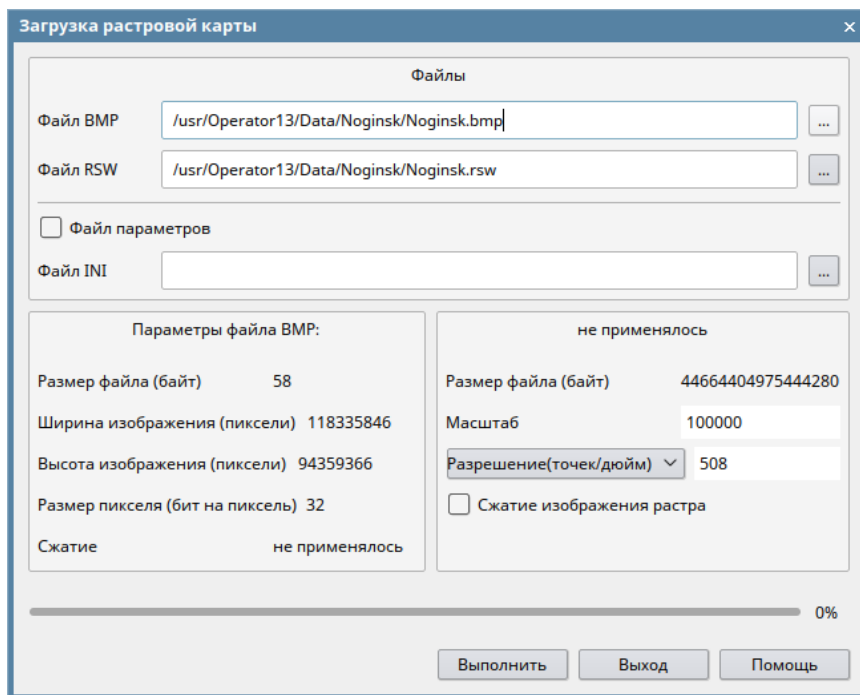 Загрузка растровой карты
×
Файлы
Файл BMP /usr/Operator13/Data/Noginsk/Noginsk.bmp ...
Файл RSW /usr/Operator13/Data/Noginsk/Noginsk.rsw ...
Файл параметров
Файл INI ...
Параметры файла BMP:
Размер файла (байт) 58
Ширина изображения (пиксели) 118335846
Высота изображения (пиксели) 94359366
Размер пикселя (бит на пиксель) 32
Сжатие не применялось
не применялось
Размер файла (байт) 44664404975444280
Масштаб 100000
Разрешение(точек/дюйм) 508
Сжатие изображения растра
0%
Выполнить Выход Помощь